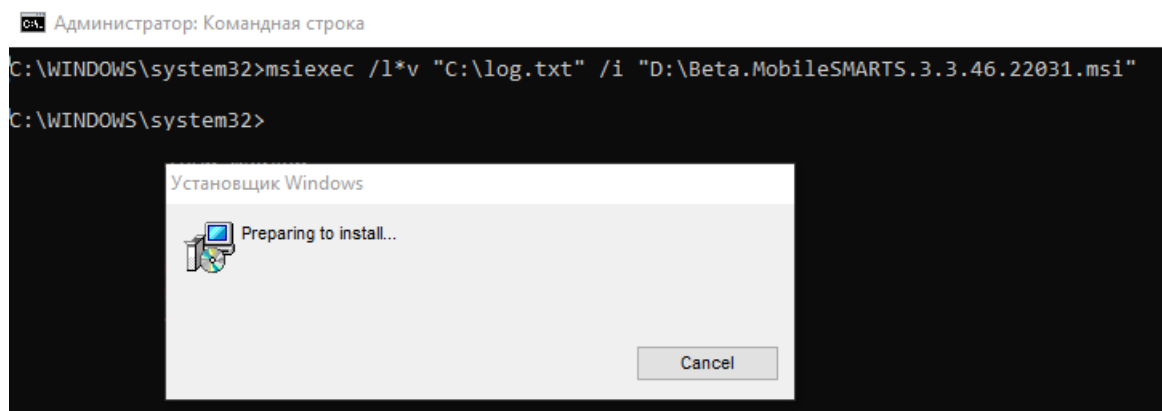 Администратор: Командная строка
C:\WINDOWS\system32>msiexec /l*v "C:\log.txt" /i "D:\Beta.MobileSMARTS.3.3.46.22031.msi"
C:\WINDOWS\system32>
Установщик Windows
Preparing to install...
Cancel